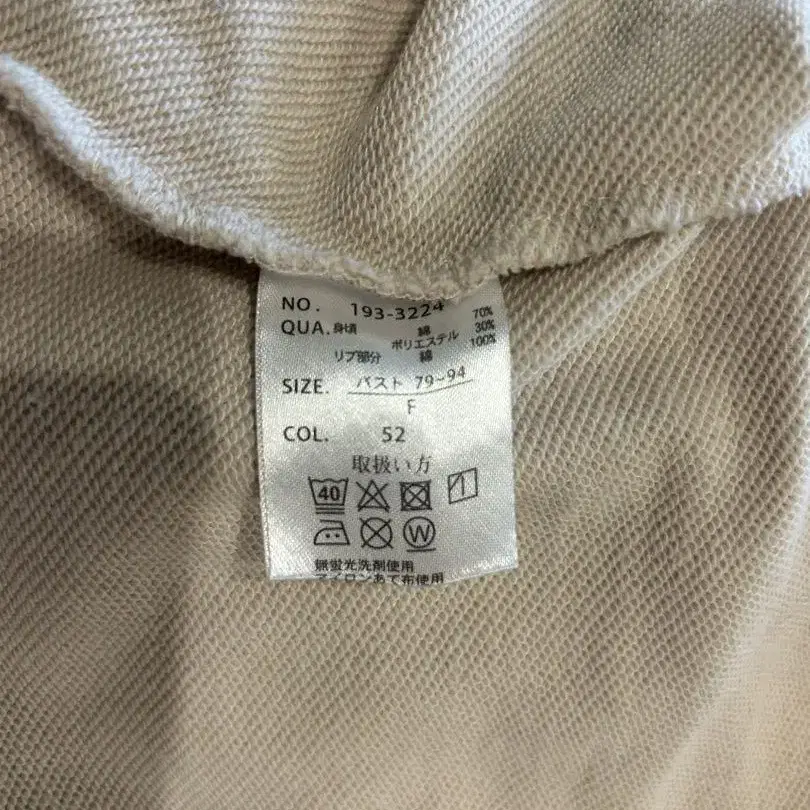 NO. 193-3224
QUA. 身頃 綿 70%
ポリエステル 30%
リブ部分 綿 100%
SIZE. バスト 79~94
F
COL. 52
取扱い方
40
W
無蛍光洗剤使用
アイロンあて布使用